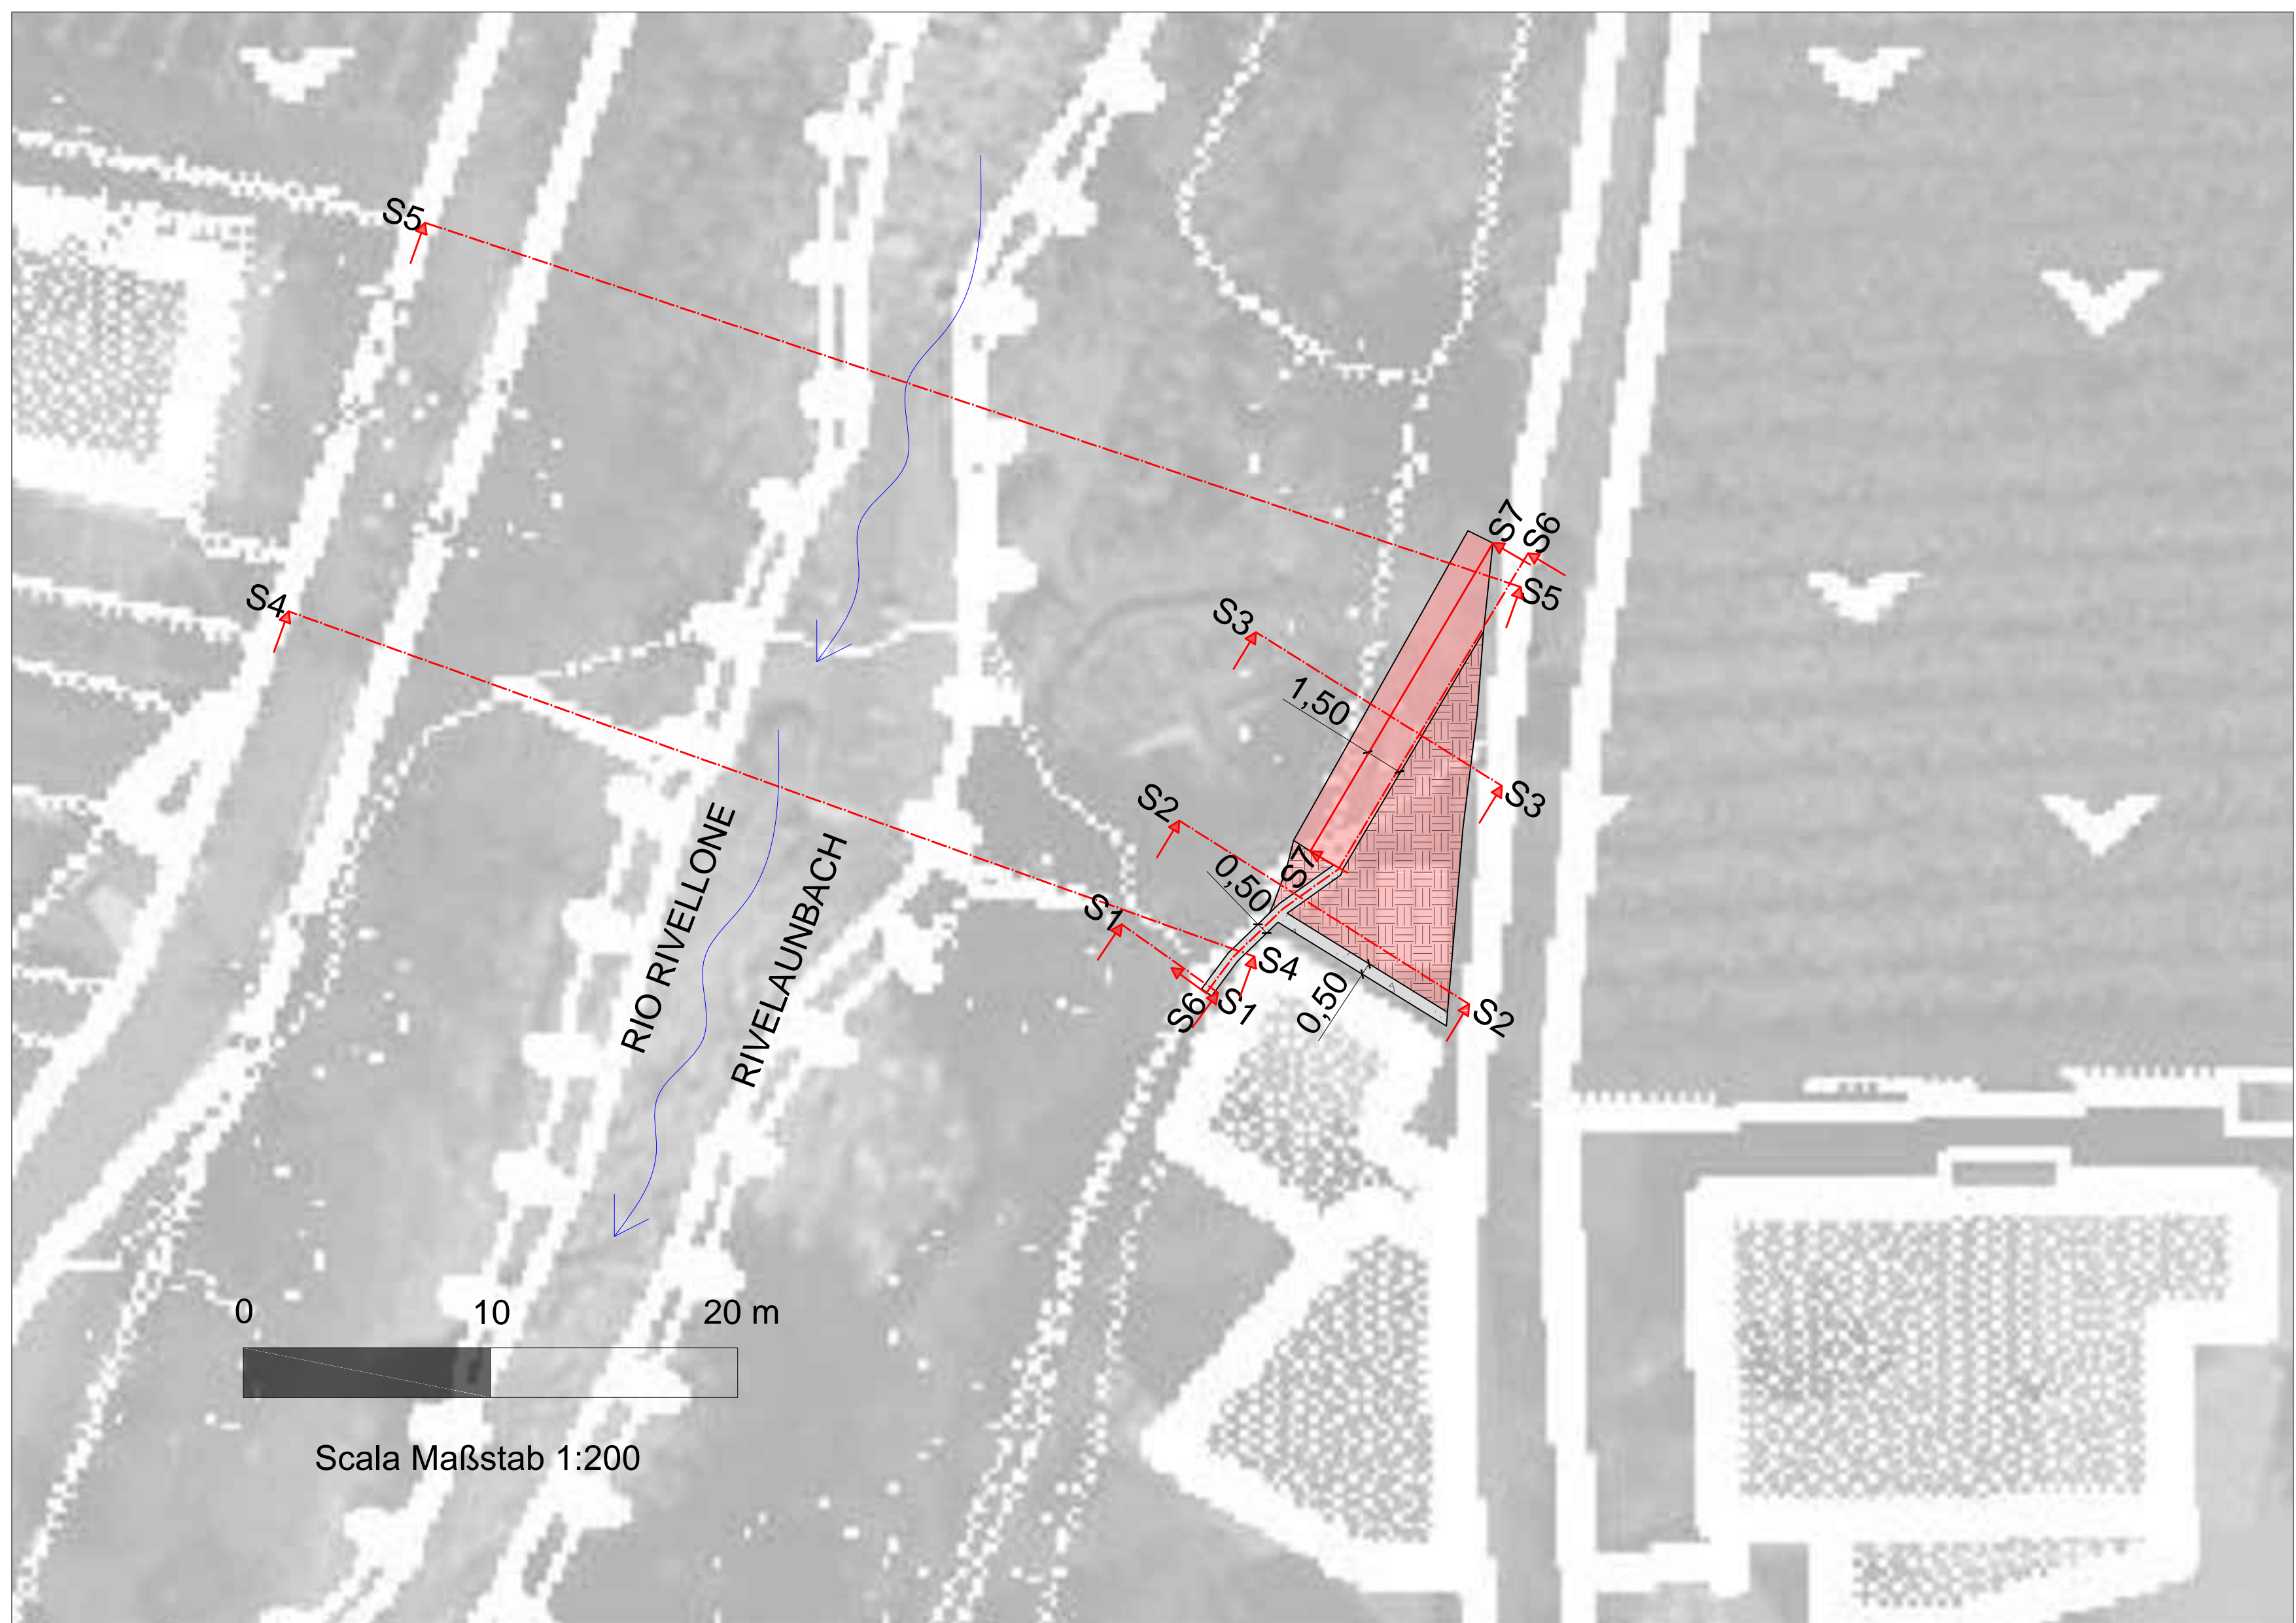 S5
S7
S6
S5
S4
S3
1,50
S3
S2
0,50
S7
S1
S4
S6
S1
0,50
S2
RIO RIVELLONE
RIVELAUNBACH
0 10 20 m
Scala Maßstab 1:200